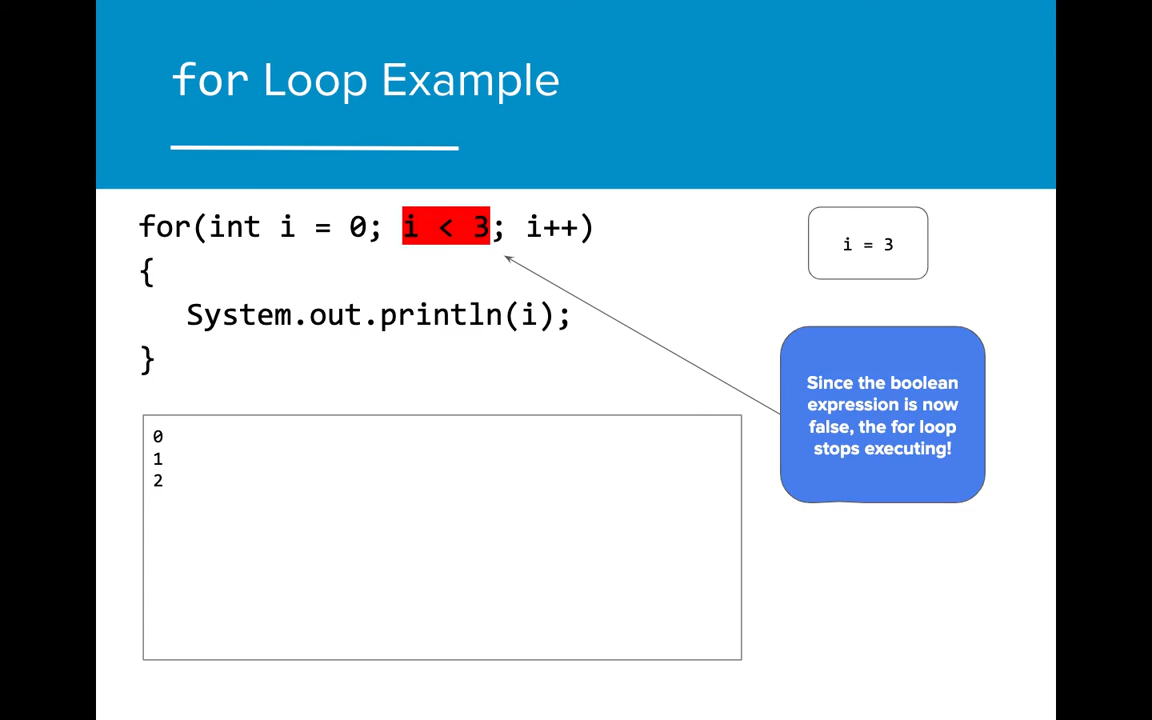 for Loop Example
for(int i = 0; i < 3; i++)
{
System.out.println(i);
}
i = 3
Since the boolean
expression is now
false, the for loop
stops executing!
0
1
2